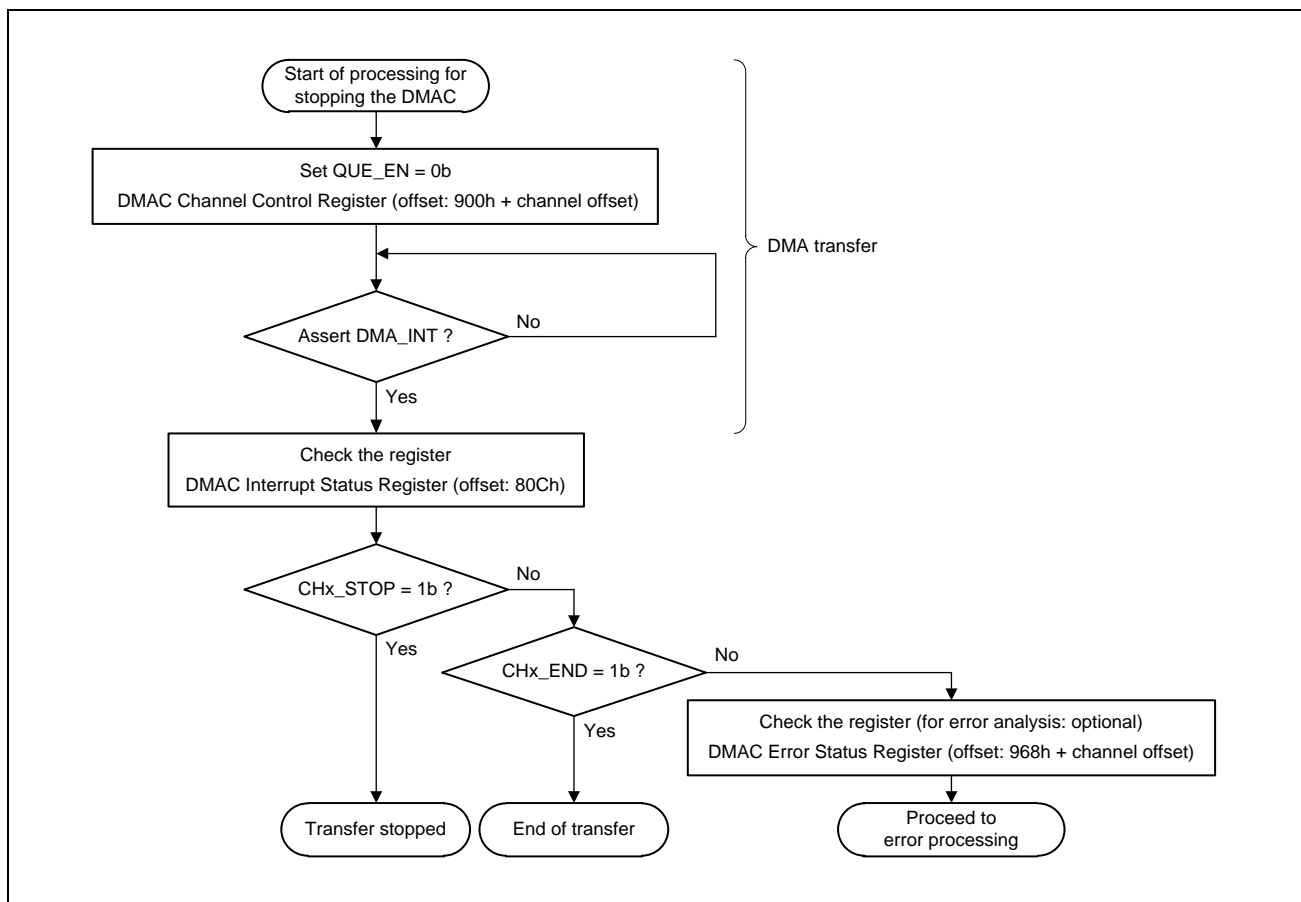 Start of processing for
stopping the DMAC
Set QUE_EN = 0b
DMAC Channel Control Register (offset: 900h + channel offset)
DMA transfer
Assert DMA_INT ?
No
Yes
Check the register
DMAC Interrupt Status Register (offset: 80Ch)
CHx_STOP = 1b ?
No
Yes
CHx_END = 1b ?
No
Yes
Check the register (for error analysis: optional)
DMAC Error Status Register (offset: 968h + channel offset)
Transfer stopped
End of transfer
Proceed to
error processing